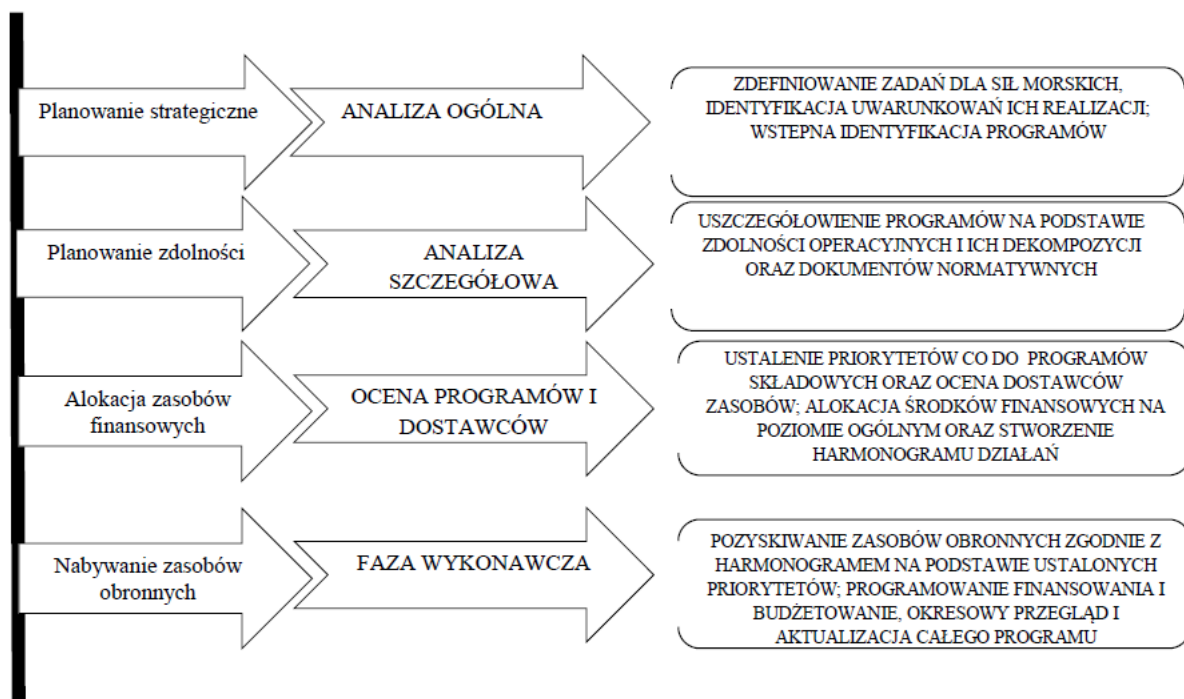 Planowanie strategiczne
ANALIZA OGÓLNA
ZDEFINIOWANIE ZADAŃ DLA SIŁ MORSKICH,
IDENTYFIKACJA UWARUNKOWAŃ ICH REALIZACJI;
WSTEPNA IDENTYFIKACJA PROGRAMÓW
Planowanie zdolności
ANALIZA
SZCZEGÓŁOWA
USZCZEGÓŁOWIENIE PROGRAMÓW NA PODSTAWIE
ZDOLNOŚCI OPERACYJNYCH I ICH DEKOMPOZYCJI
ORAZ DOKUMENTÓW NORMATYWNYCH
Alokacja zasobów
finansowych
OCENA PROGRAMÓW I
DOSTAWCÓW
USTALENIE PRIORYTETÓW CO DO PROGRAMÓW
SKŁADOWYCH ORAZ OCENA DOSTAWCÓW
ZASOBÓW; ALOKACJA ŚRODKÓW FINANSOWYCH NA
POZIOMIE OGÓLNYM ORAZ STWORZENIE
HARMONOGRAMU DZIAŁAŃ
Nabywanie zasobów
obronnych
FAZA WYKONAWCZA
POZYSKIWANIE ZASOBÓW OBRONNYCH ZGODNIE Z
HARMONOGRAMEM NA PODSTAWIE USTALONYCH
PRIORYTETÓW; PROGRAMOWANIE FINANSOWANIA I
BUDŻETOWANIE, OKRESOWY PRZEGLĄD I
AKTUALIZACJA CAŁEGO PROGRAMU